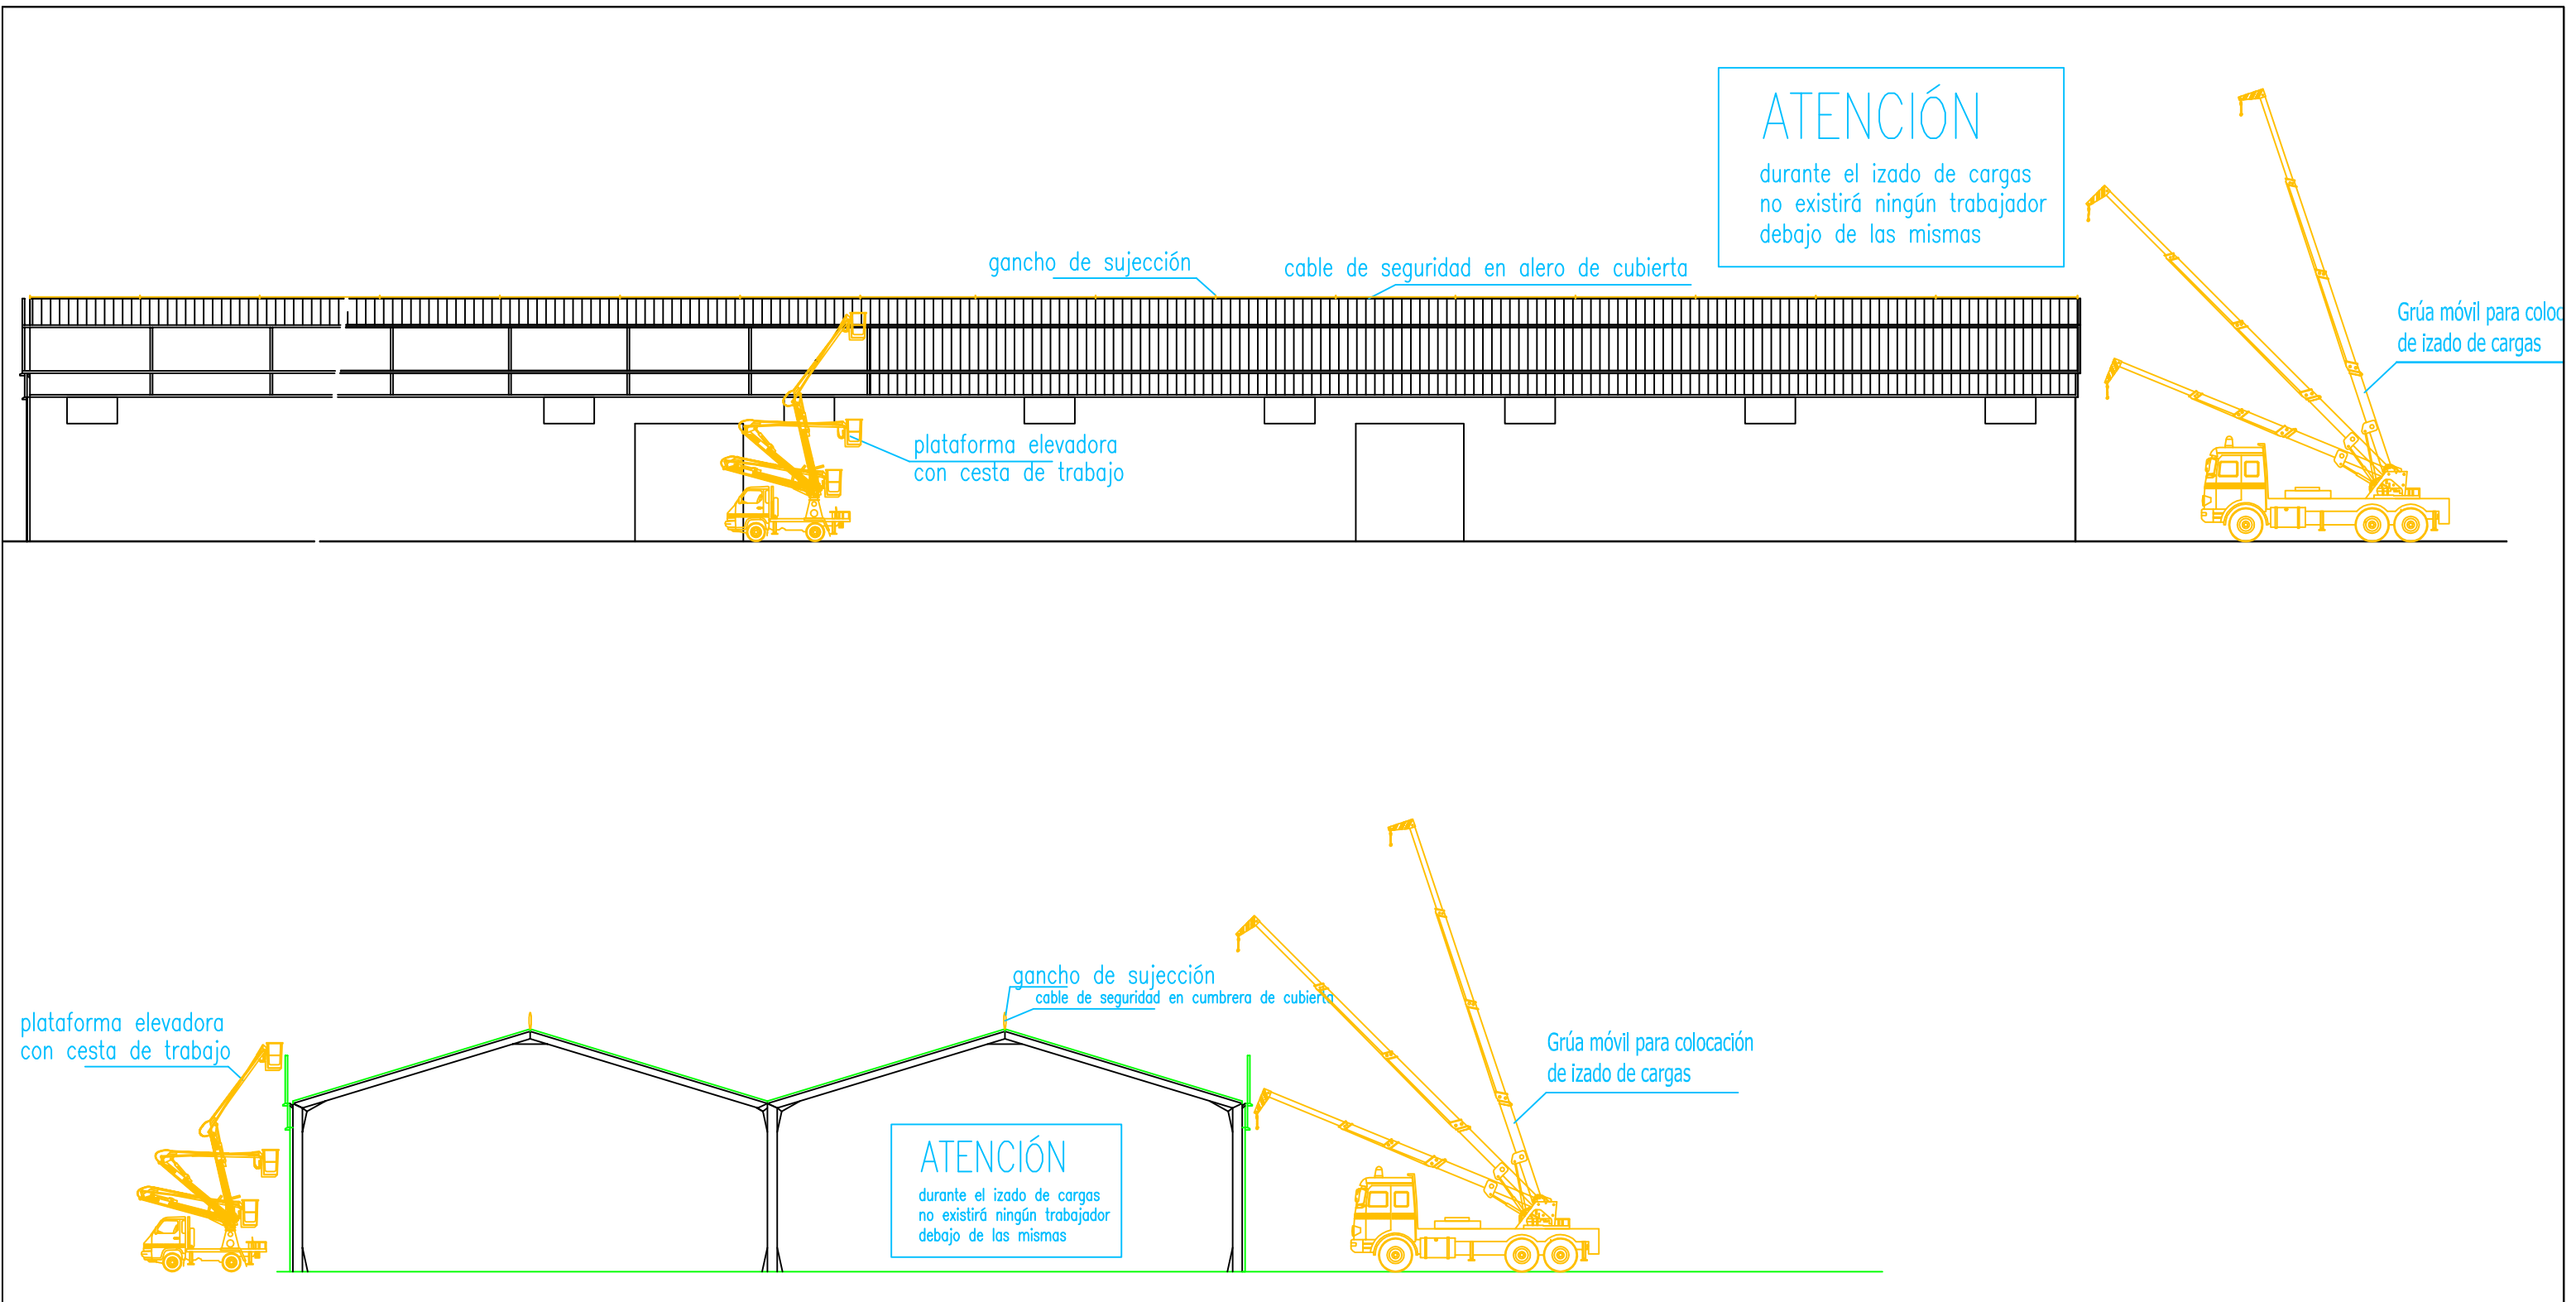 ATENCIÓN
durante el izado de cargas
no existirá ningún trabajador
debajo de las mismas
gancho de sujección
cable de seguridad en alero de cubierta
Grúa móvil para coloc
de izado de cargas
plataforma elevadora
con cesta de trabajo
gancho de sujección
cable de seguridad en cumbrera de cubierta
plataforma elevadora
con cesta de trabajo
Grúa móvil para colocación
de izado de cargas
ATENCIÓN
durante el izado de cargas
no existirá ningún trabajador
debajo de las mismas